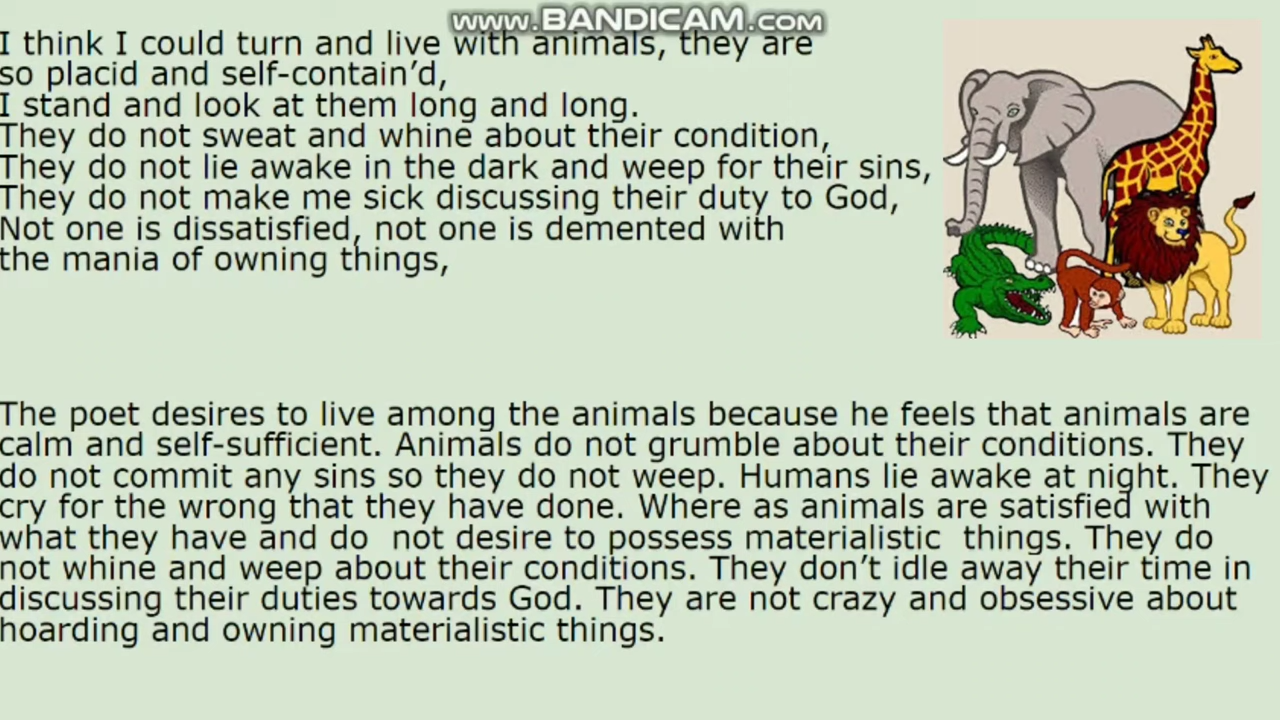 www.BANDICAM.com
I think I could turn and live with animals, they are
so placid and self-contain’d,
I stand and look at them long and long.
They do not sweat and whine about their condition,
They do not lie awake in the dark and weep for their sins,
They do not make me sick discussing their duty to God,
Not one is dissatisfied, not one is demented with
the mania of owning things,
The poet desires to live among the animals because he feels that animals are
calm and self-sufficient. Animals do not grumble about their conditions. They
do not commit any sins so they do not weep. Humans lie awake at night. They
cry for the wrong that they have done. Where as animals are satisfied with
what they have and do  not desire to possess materialistic  things. They do
not whine and weep about their conditions. They don’t idle away their time in
discussing their duties towards God. They are not crazy and obsessive about
hoarding and owning materialistic things.